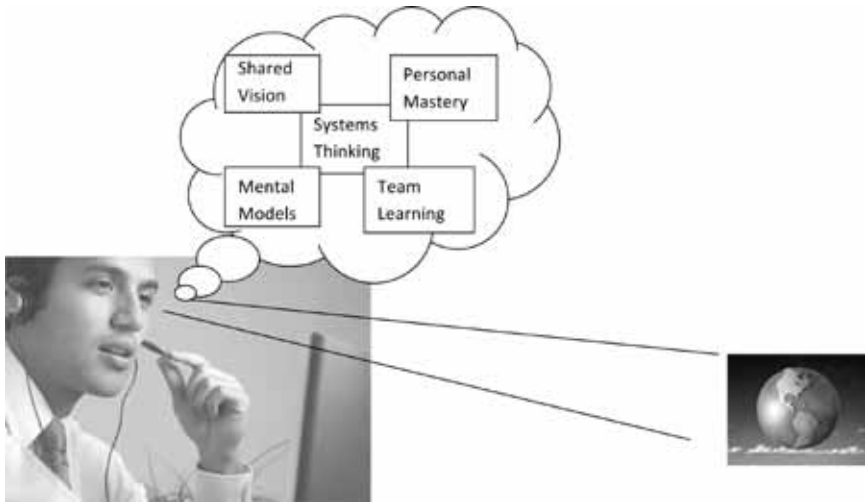 Shared
Vision
Personal
Mastery
Systems
Thinking
Mental
Models
Team
Learning